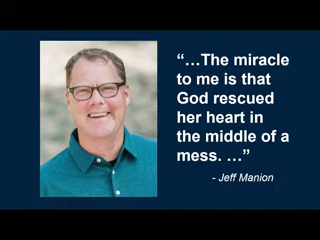 “…The miracle
to me is that
God rescued
her heart in
the middle of a
mess. …”
- Jeff Manion